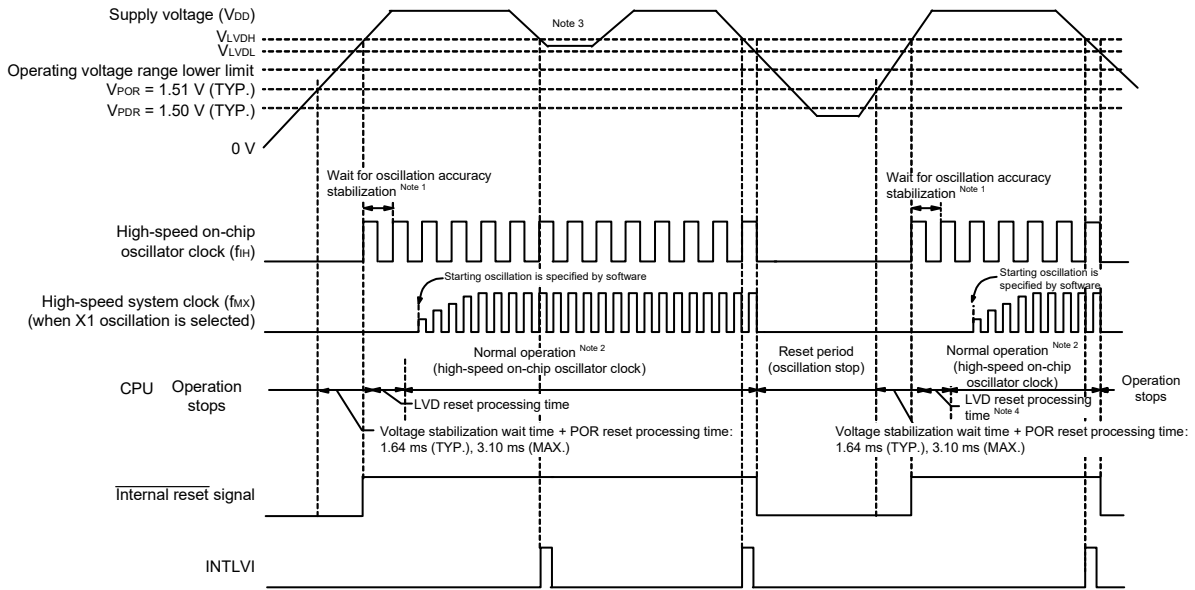 Supply voltage (VDD)
Note 3
VLVDH
VLVDL
Operating voltage range lower limit
VPOR = 1.51 V (TYP.)
VPDR = 1.50 V (TYP.)
0 V
Wait for oscillation accuracy
stabilization Note 1
Wait for oscillation accuracy
stabilization Note 1
High-speed on-chip
oscillator clock (fIH)
Starting oscillation is specified by software
Starting oscillation is
specified by software
High-speed system clock (fMX)
(when X1 oscillation is selected)
Normal operation Note 2
(high-speed on-chip oscillator clock)
Reset period
(oscillation stop)
Normal operation Note 2
(high-speed on-chip
oscillator clock)
CPU
Operation
stops
Operation
stops
LVD reset processing time
LVD reset processing
time Note 4
Voltage stabilization wait time + POR reset processing time:
1.64 ms (TYP.), 3.10 ms (MAX.)
Voltage stabilization wait time + POR reset processing time:
1.64 ms (TYP.), 3.10 ms (MAX.)
Internal reset signal
INTLVI